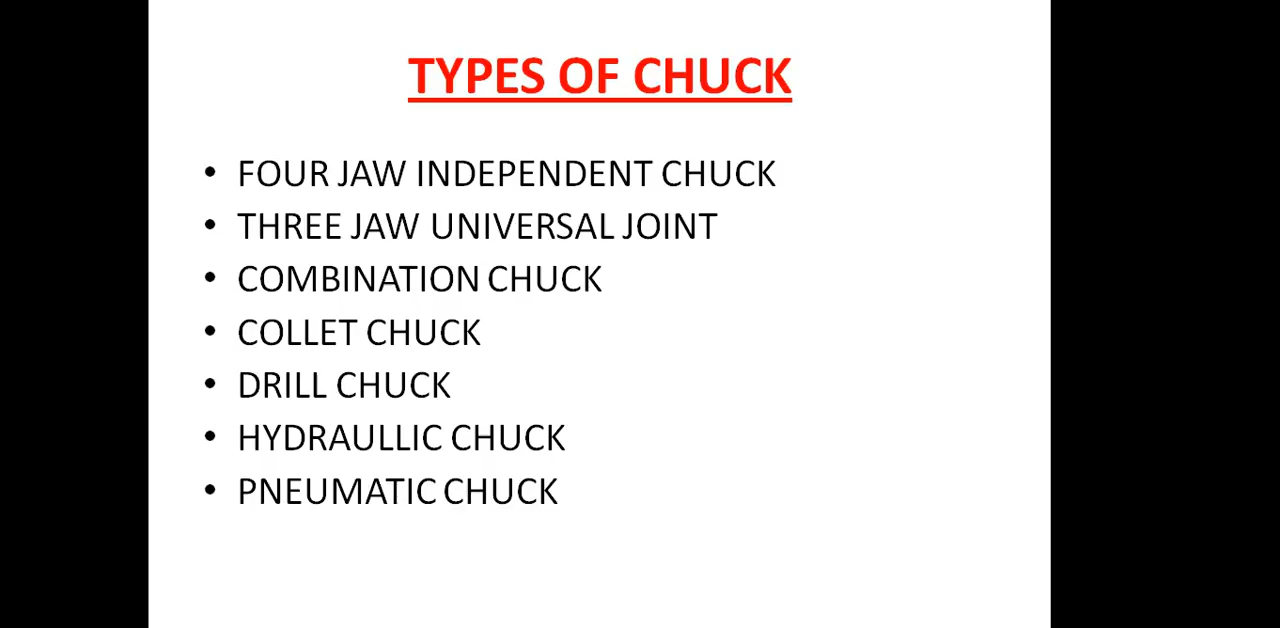 TYPES OF CHUCK
• FOUR JAW INDEPENDENT CHUCK
• THREE JAW UNIVERSAL JOINT
• COMBINATION CHUCK
• COLLET CHUCK
• DRILL CHUCK
• HYDRAULLIC CHUCK
• PNEUMATIC CHUCK